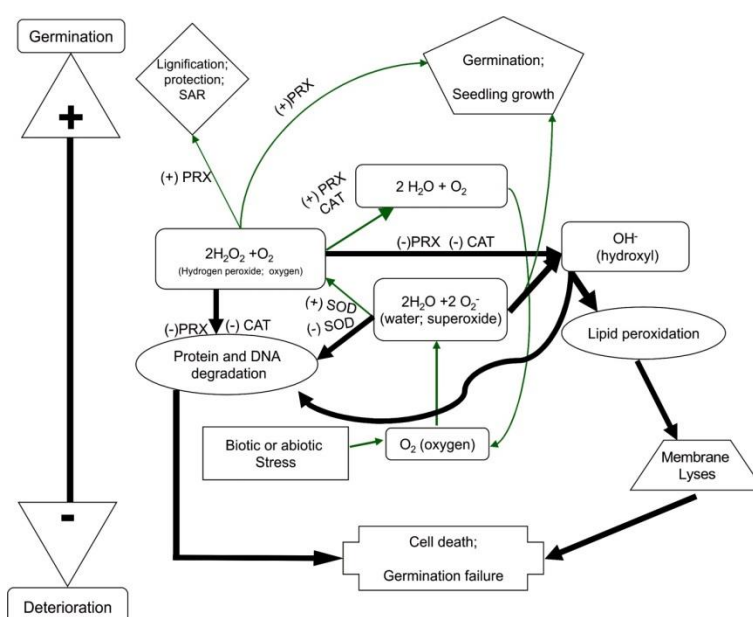 Germination
+
Lignification;
protection;
SAR
Germination;
Seedling growth
(+)PRX
(+) PRX
(+) PRX
CAT
2 H₂O + O₂
2H₂O₂ +O₂
(Hydrogen peroxide; oxygen)
(-)PRX (-) CAT
OH⁻
(hydroxyl)
(+) SOD
(-) SOD
2H₂O +2 O₂⁻
(water; superoxide)
(-)PRX (-) CAT
Protein and DNA
degradation
Lipid peroxidation
Biotic or abiotic
Stress
O₂ (oxygen)
Membrane
Lyses
-
Cell death;
Germination failure
Deterioration